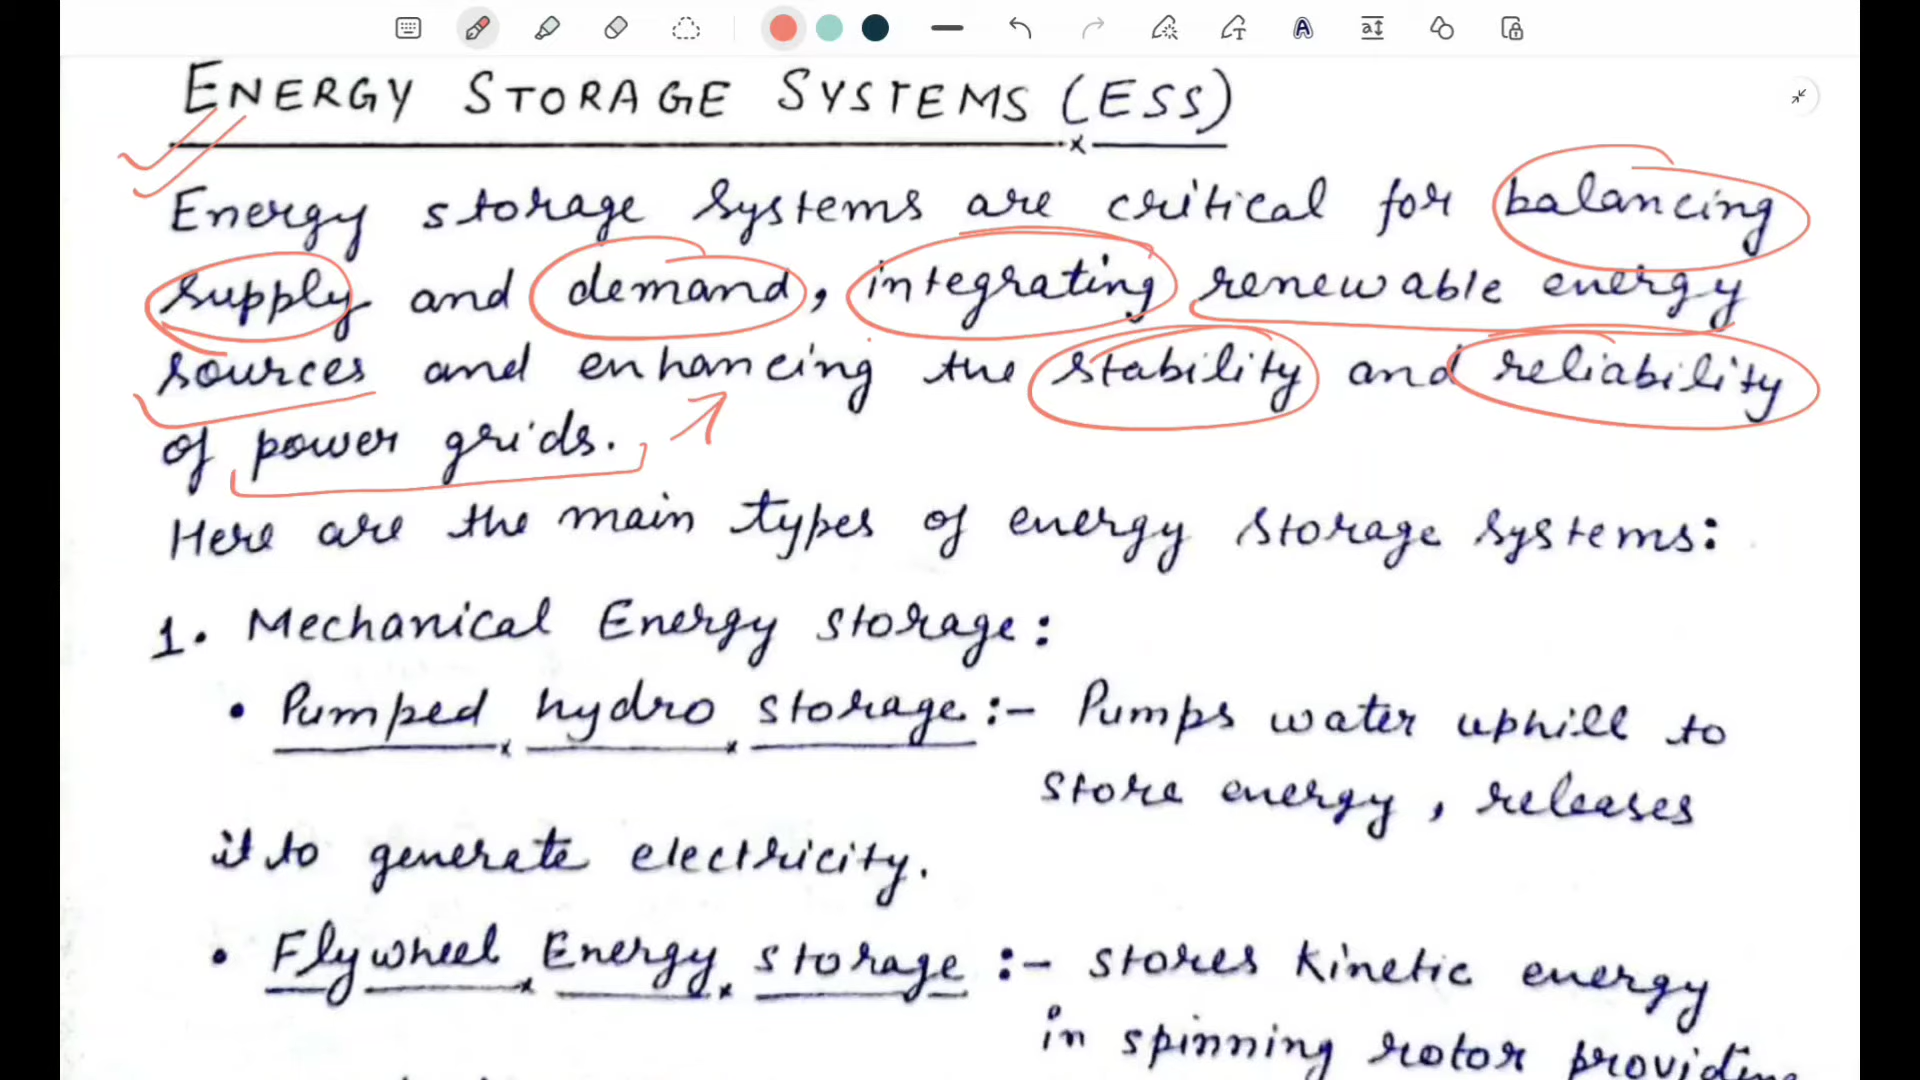 ENERGY STORAGE SYSTEMS (ESS)
Energy storage systems are critical for balancing
supply and demand, integrating renewable energy
sources and enhancing the stability and reliability
of power grids.
Here are the main types of energy storage systems:
1. Mechanical Energy storage:
• Pumped hydro storage :- Pumps water uphill to
store energy, releases
it to generate electricity.
• Flywheel Energy storage :- stores kinetic energy
in spinning rotor